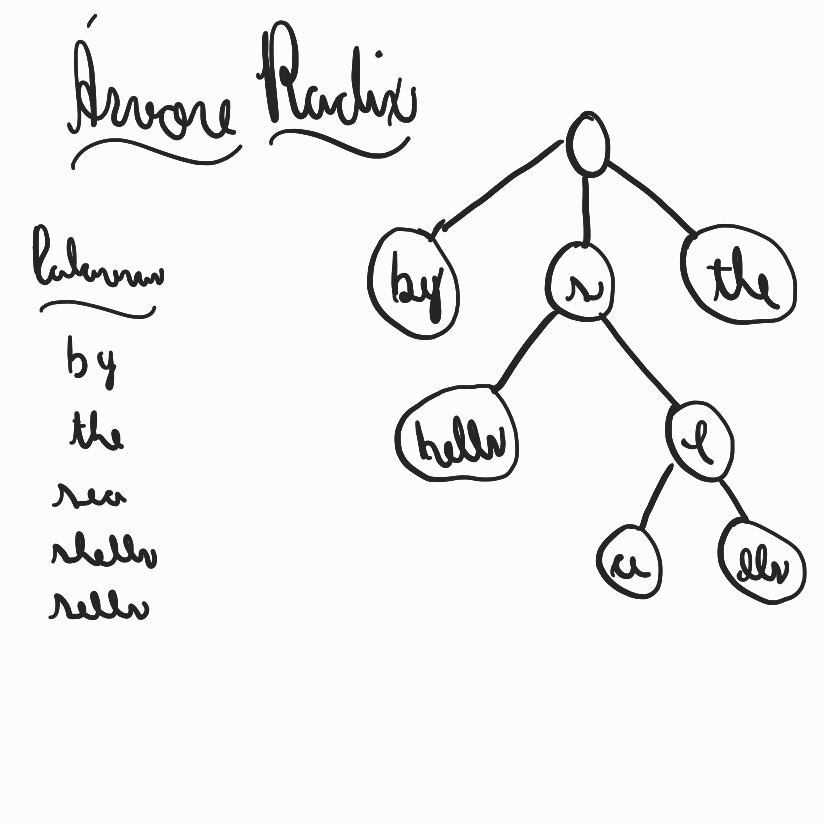 Árvore Radix
Palavras
by
the
sea
shells
sells
by
s
the
hells
e
a
lls